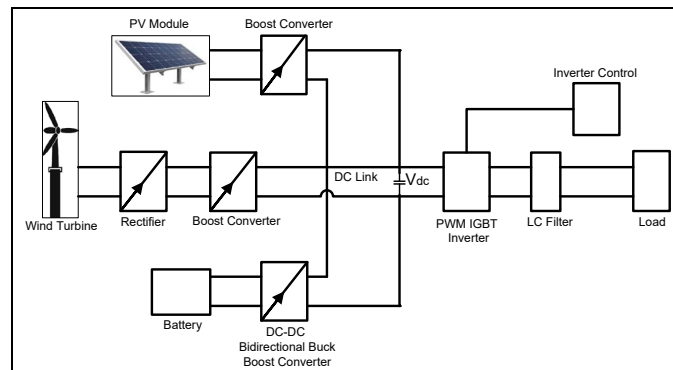 PV Module
Boost Converter
Inverter Control
DC Link
Vdc
Wind Turbine
Rectifier
Boost Converter
PWM IGBT
Inverter
LC Filter
Load
Battery
DC-DC
Bidirectional Buck
Boost Converter